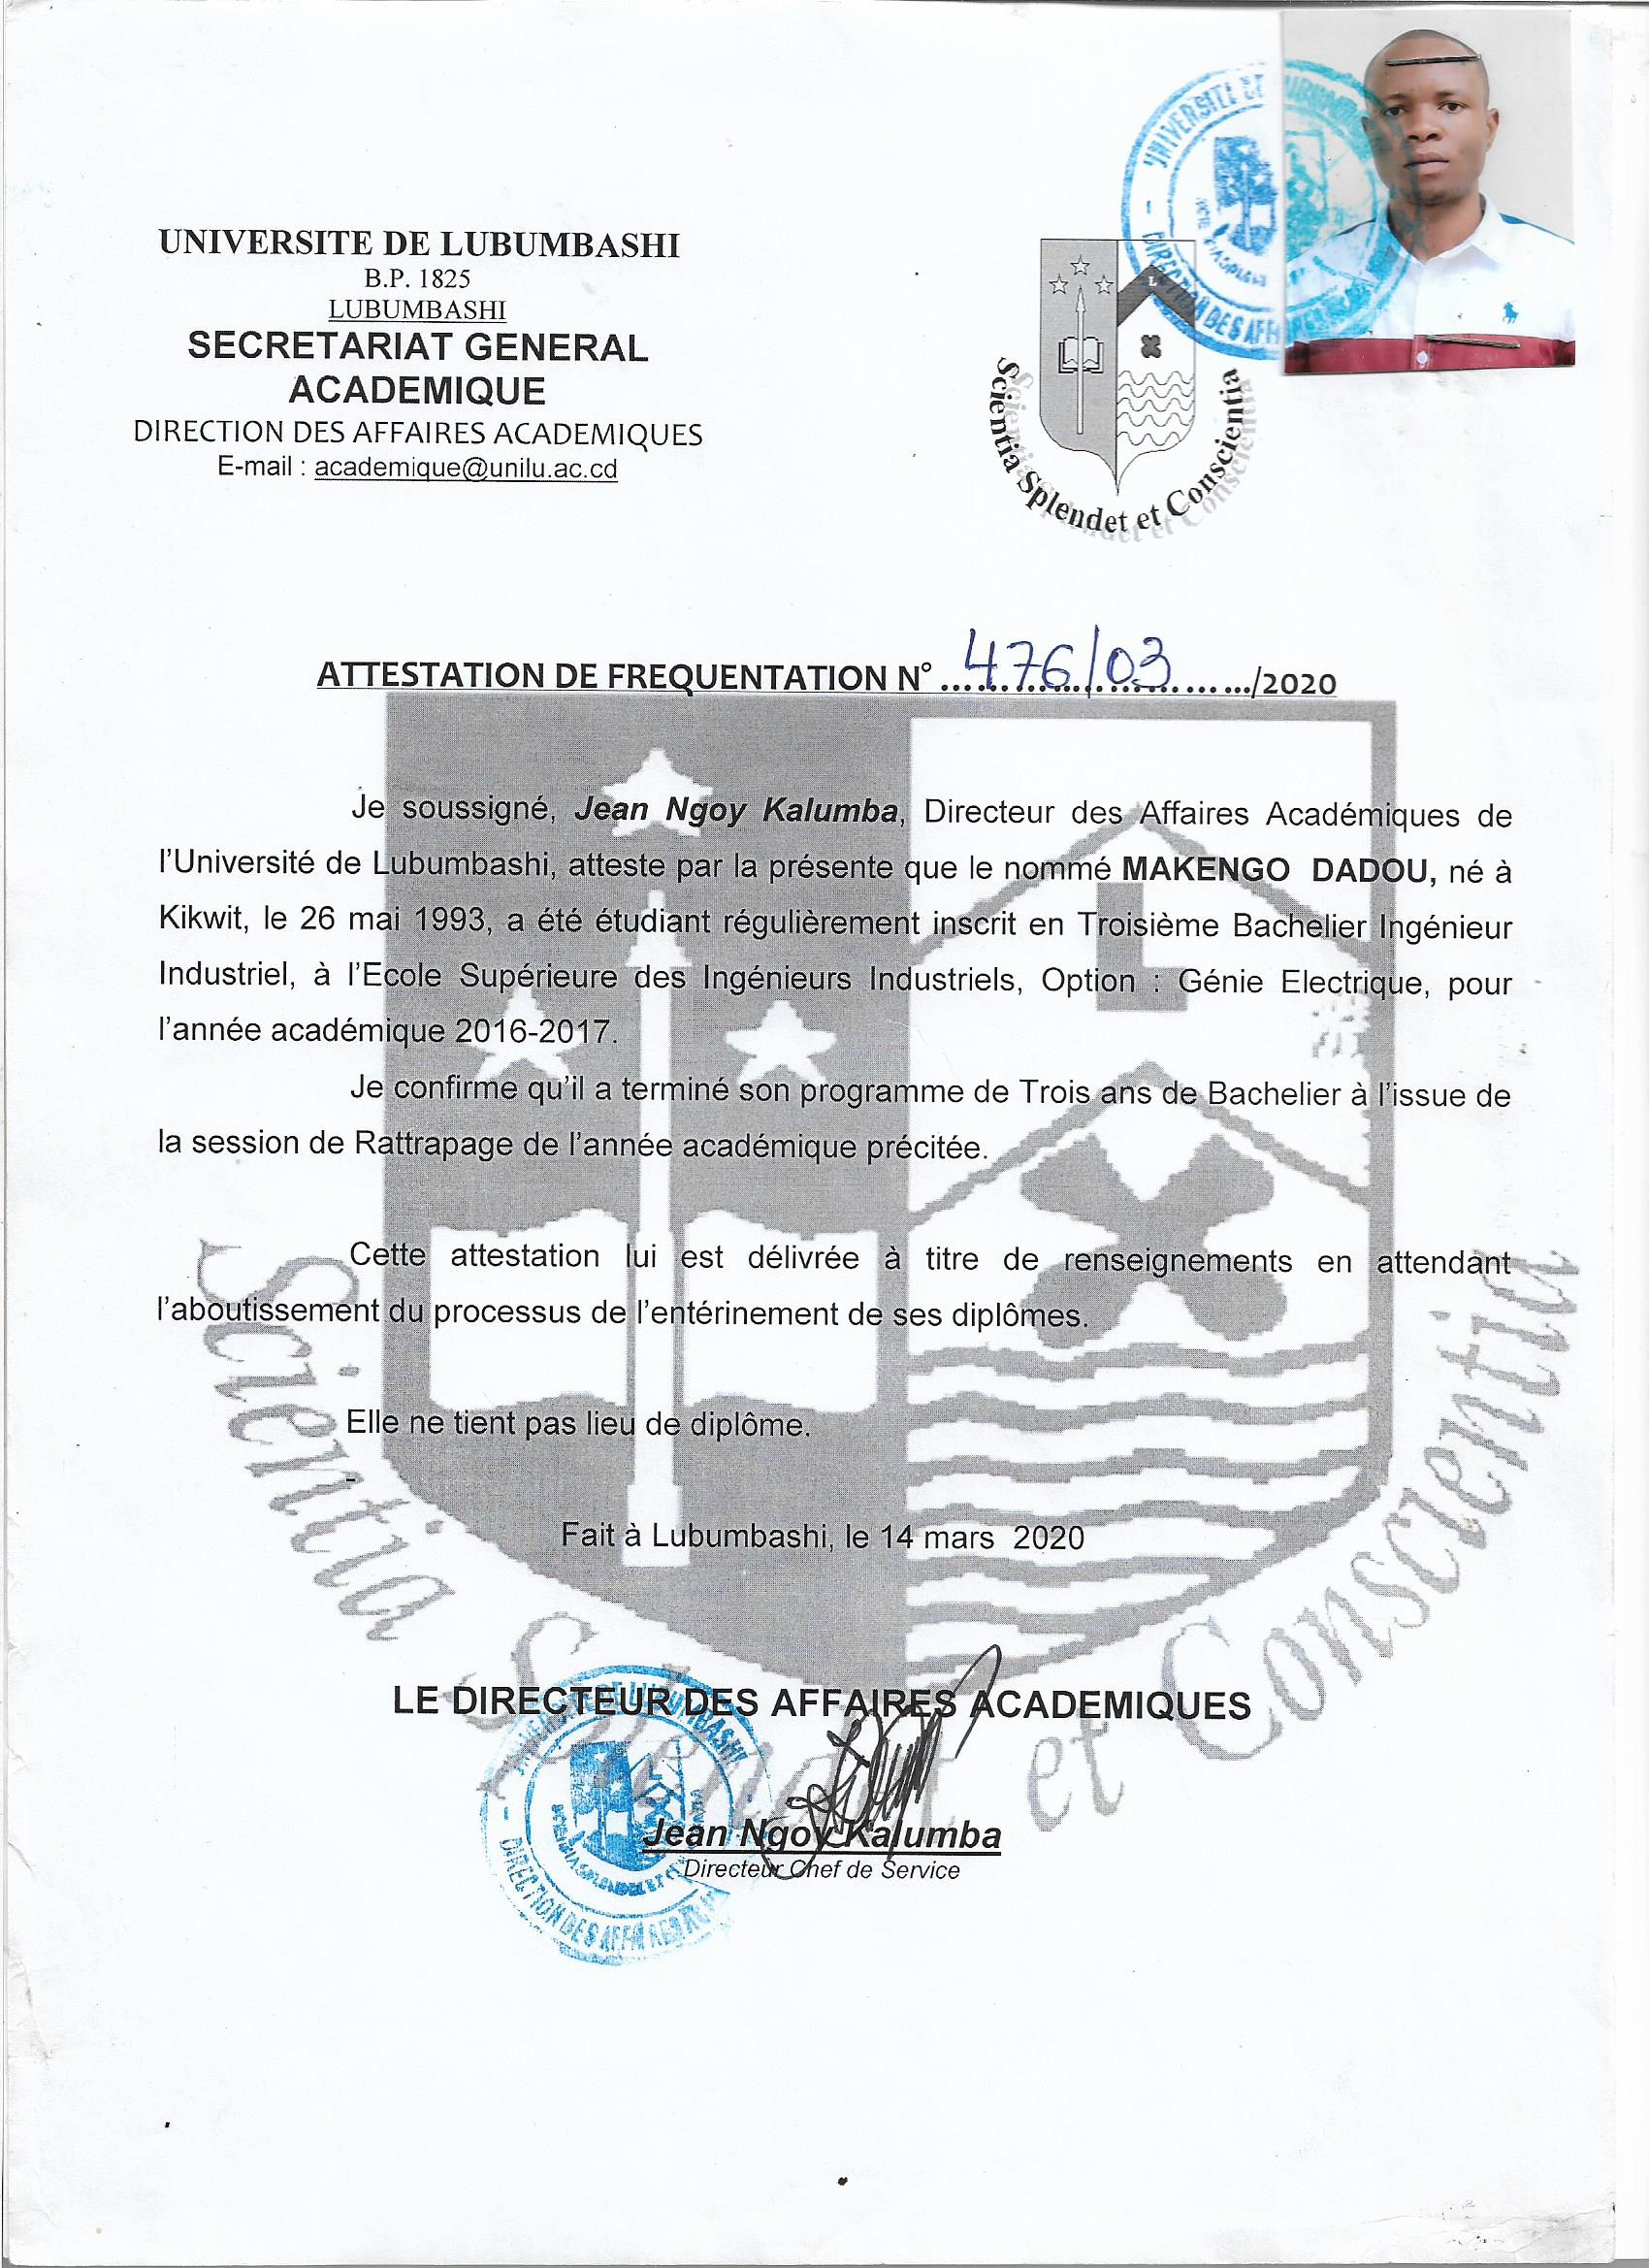 UNIVERSITE DE LUBUMBASHI
B.P. 1825
LUBUMBASHI
SECRETARIAT GENERAL
ACADEMIQUE
DIRECTION DES AFFAIRES ACADEMIQUES
E-mail : academique@unilu.ac.cd
UNIVERSITE DE
DIRECTION DES AFF
L
Scientia Splendet et Conscientia
ATTESTATION DE FREQUENTATION N° 476/03 /2020
Je soussigné, Jean Ngoy Kalumba, Directeur des Affaires Académiques de
l'Université de Lubumbashi, atteste par la présente que le nommé MAKENGO DADOU, né à
Kikwit, le 26 mai 1993, a été étudiant régulièrement inscrit en Troisième Bachelier Ingénieur
Industriel, à l'Ecole Supérieure des Ingénieurs Industriels, Option : Génie Electrique, pour
l'année académique 2016-2017.
Je confirme qu'il a terminé son programme de Trois ans de Bachelier à l'issue de
la session de Rattrapage de l'année académique précitée.
Cette attestation lui est délivrée à titre de renseignements en attendant
l'aboutissement du processus de l'entérinement de ses diplômes.
Elle ne tient pas lieu de diplôme.
Fait à Lubumbashi, le 14 mars 2020
LE DIRECTEUR DES AFFAIRES ACADEMIQUES
Jean Ngoy Kalumba
Directeur Chef de Service
L
Scientia Splendet et Conscientia
LUBUMBASHI
DIRECTION DES